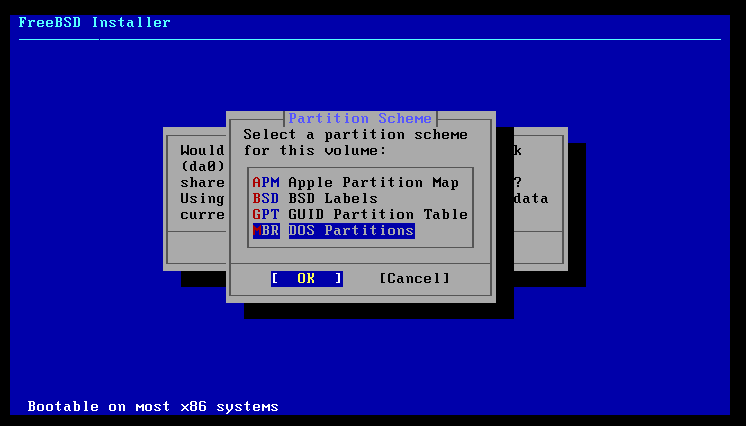 FreeBSD Installer
Partition Scheme
Select a partition scheme
for this volume:
Would
k
(da0)
share
?
Using
data
curre
APM Apple Partition Map
BSD BSD Labels
GPT GUID Partition Table
MBR DOS Partitions
[ OK ] [Cancel]
Bootable on most x86 systems